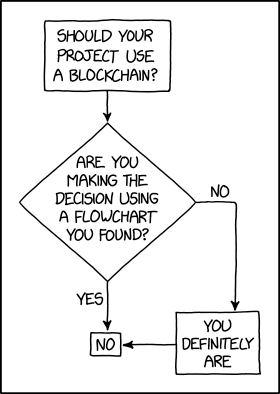 SHOULD YOUR
PROJECT USE
A BLOCKCHAIN?
ARE YOU
MAKING THE
DECISION USING
A FLOWCHART
YOU FOUND?
NO
YES
NO
YOU
DEFINITELY
ARE